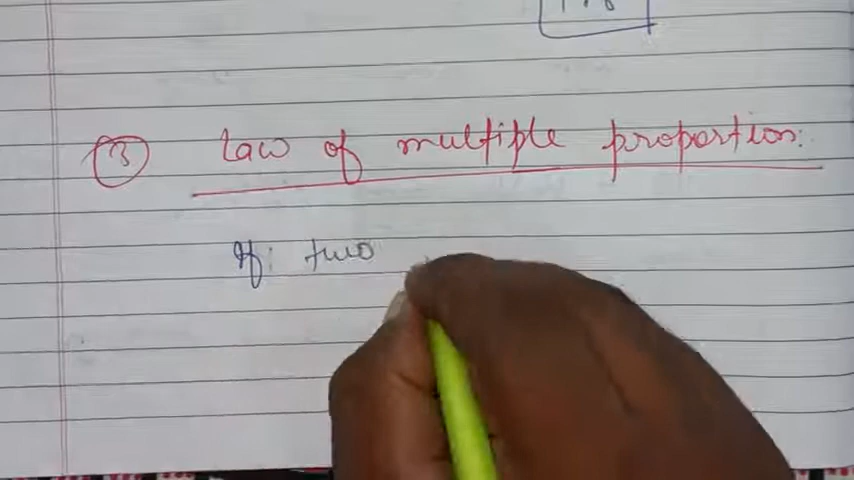 ③ Law of multiple proportion:
If two